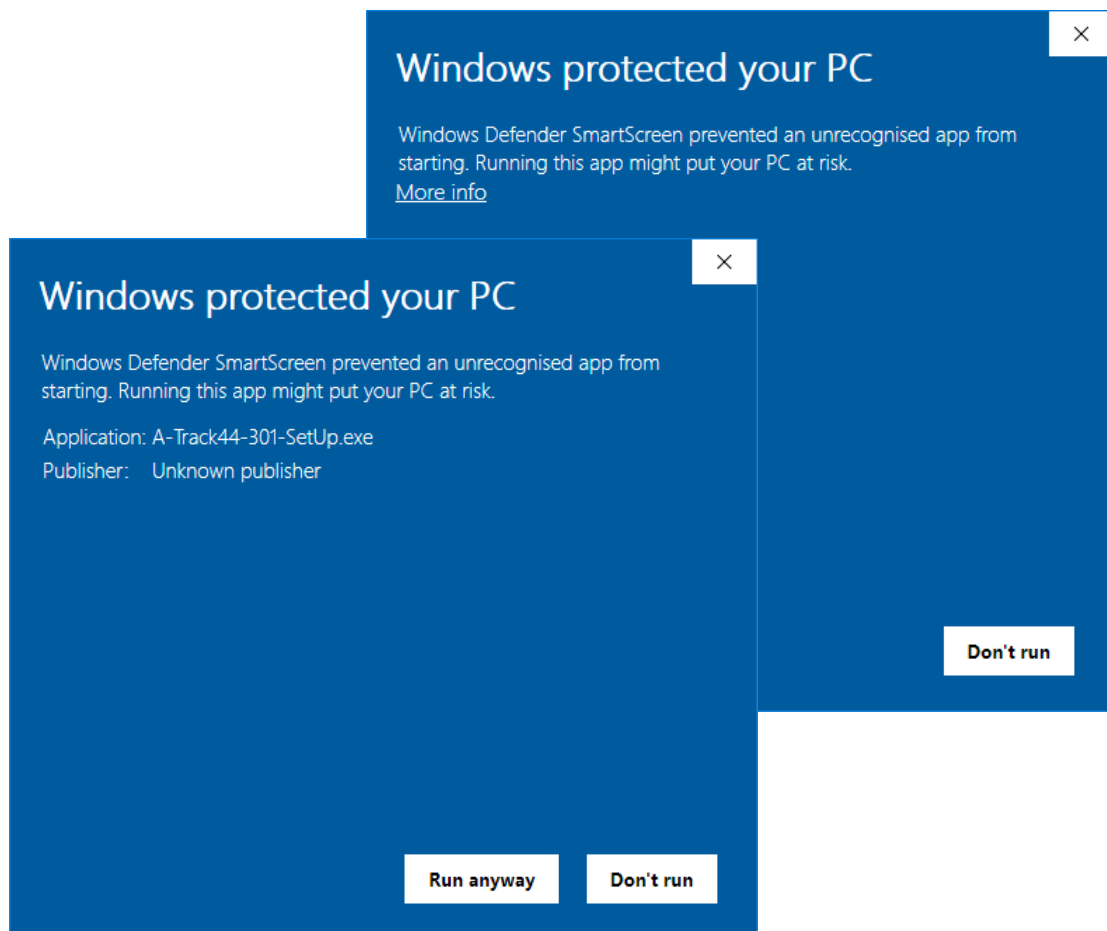 Windows protected your PC
Windows Defender SmartScreen prevented an unrecognised app from
starting. Running this app might put your PC at risk.
More info
Don't run
Windows protected your PC
Windows Defender SmartScreen prevented an unrecognised app from
starting. Running this app might put your PC at risk.
Application: A-Track44-301-SetUp.exe
Publisher: Unknown publisher
Run anyway Don't run